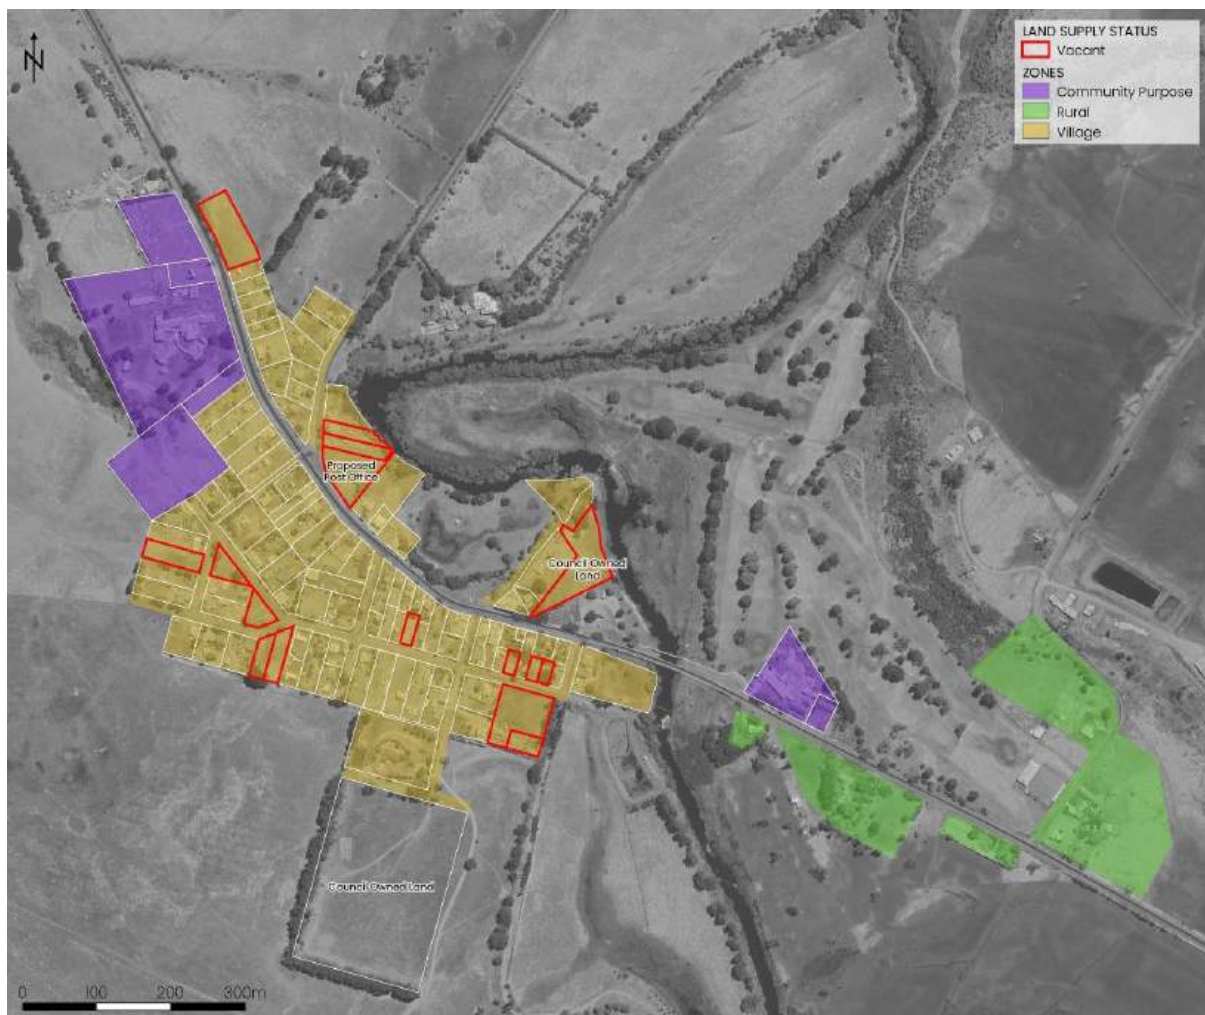 N
LAND SUPPLY STATUS
Vacant
ZONES
Community Purpose
Rural
Village
Proposed
Post Office
Council Owned
Land
Council Owned Land
0 100 200 300m